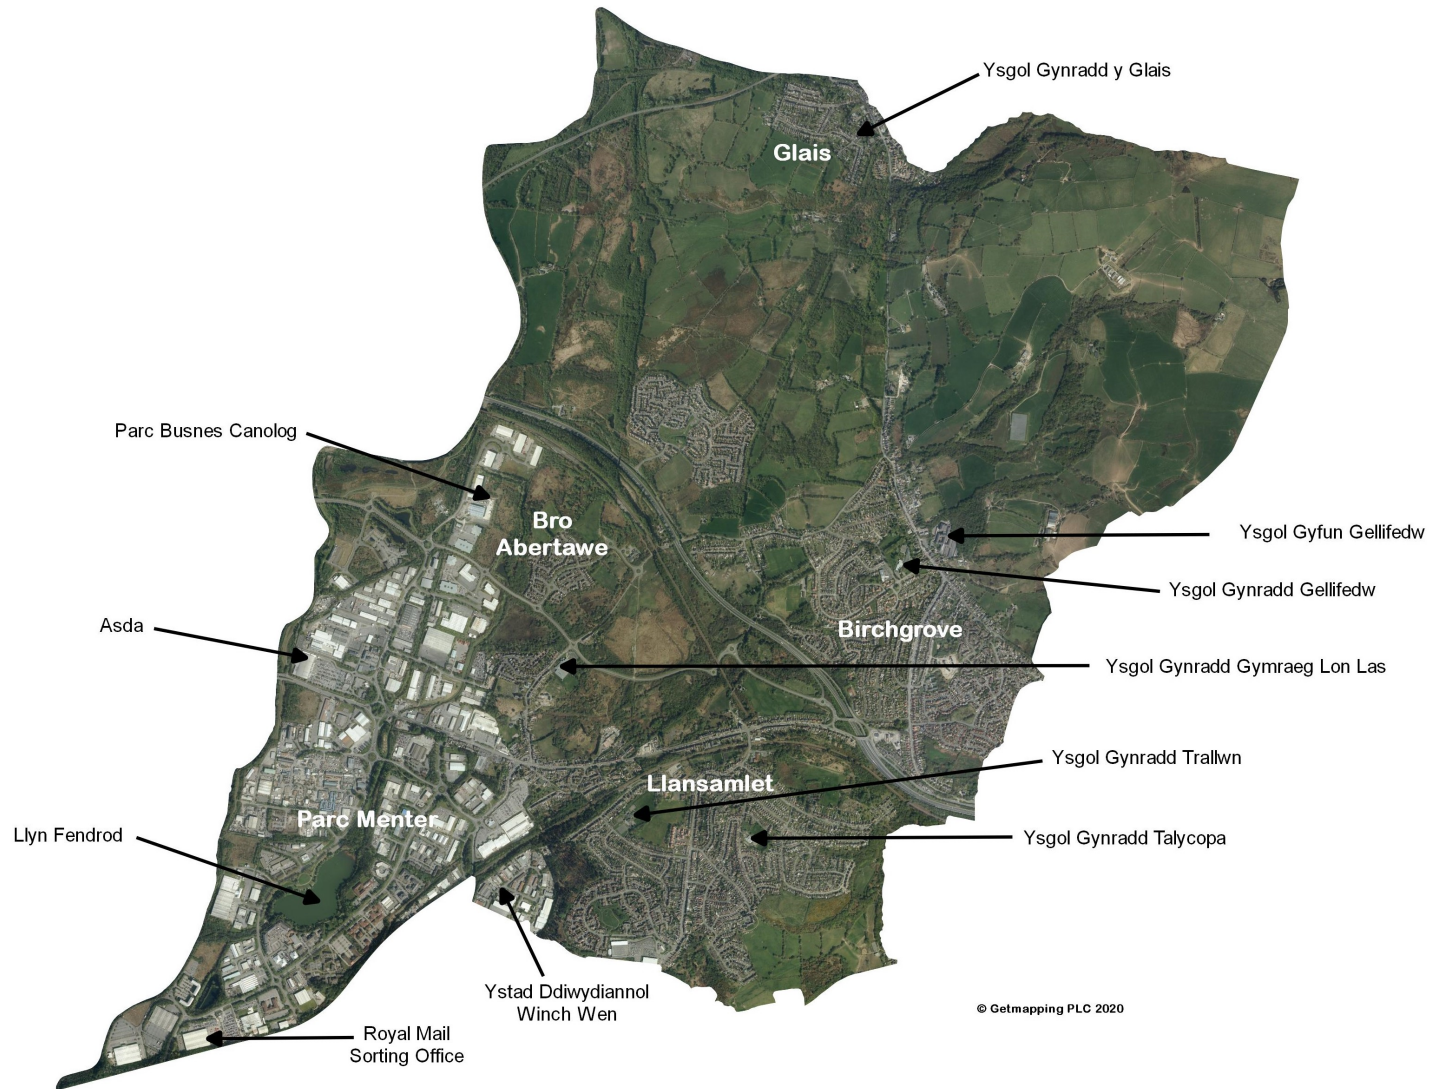 Ysgol Gynradd y Glais
Glais
Parc Busnes Canolog
Bro
Abertawe
Ysgol Gyfun Gellifedw
Ysgol Gynradd Gellifedw
Asda
Birchgrove
Ysgol Gynradd Gymraeg Lon Las
Ysgol Gynradd Trallwn
Llansamlet
Parc Menter
Llyn Fendrod
Ysgol Gynradd Talycopa
Ystad Ddiwydiannol
Winch Wen
© Getmapping PLC 2020
Royal Mail
Sorting Office